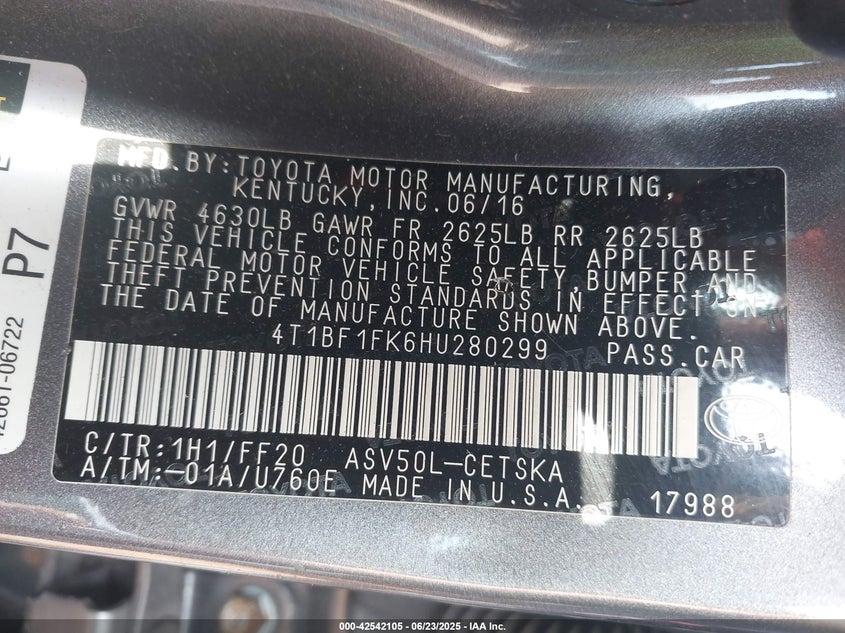 MFD.BY:TOYOTA MOTOR MANUFACTURING,
KENTUCKY,INC.06/16
GVWR 4630LB GAWR FR 2625LB RR 2625LB
THIS VEHICLE CONFORMS TO ALL APPLICABLE
FEDERAL MOTOR VEHICLE SAFETY,BUMPER AND
THEFT PREVENTION STANDARDS IN EFFECT ON
THE DATE OF MANUFACTURE SHOWN ABOVE.
4T1BF1FK6HU280299 PASS.CAR
C/TR:1H1/FF20 ASV50L-CETSKA
A/TM:-01A/U760E MADE IN U.S.A. 17988
P7
000-42542105 - 06/23/2025 - IAA Inc.